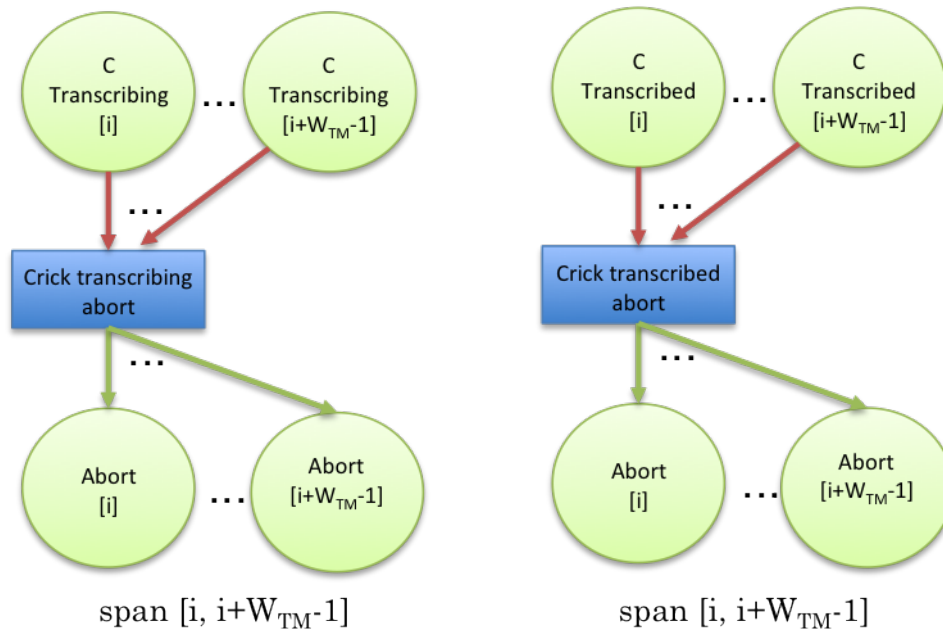 C
Transcribing
[i]
...
C
Transcribing
[i+W_TM-1]
...
Crick transcribing
abort
...
Abort
[i]
...
Abort
[i+W_TM-1]
span [i, i+W_TM-1]
C
Transcribed
[i]
...
C
Transcribed
[i+W_TM-1]
...
Crick transcribed
abort
...
Abort
[i]
...
Abort
[i+W_TM-1]
span [i, i+W_TM-1]